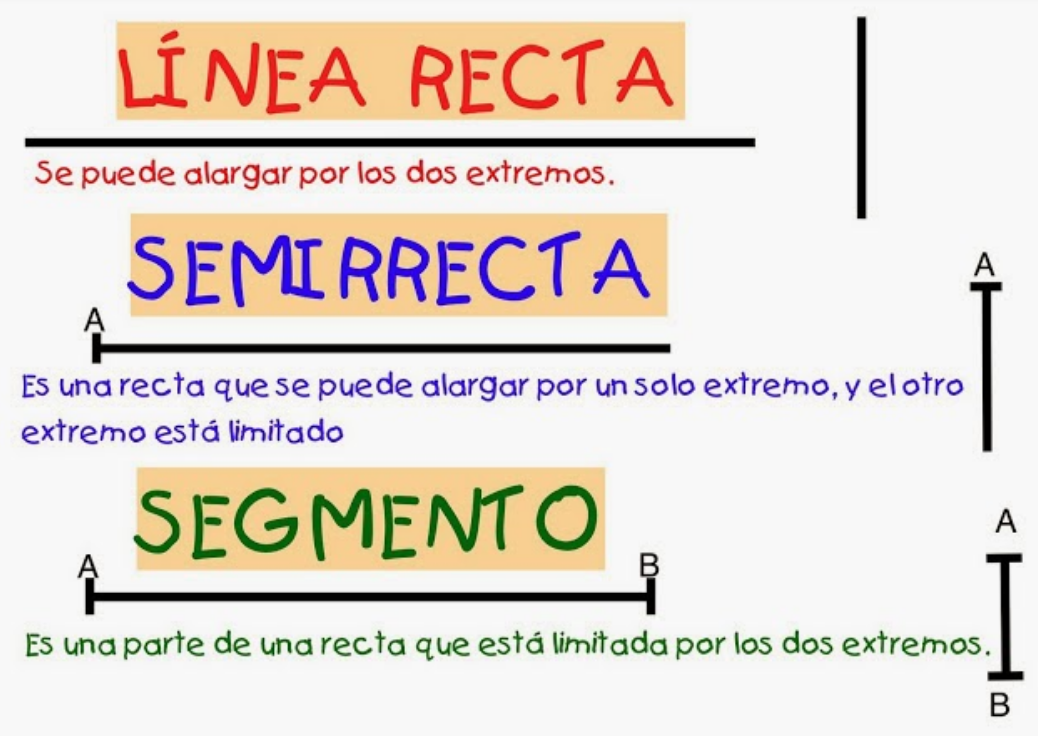 LÍNEA RECTA
Se puede alargar por los dos extremos.
SEMIRRECTA
A
A
Es una recta que se puede alargar por un solo extremo, y el otro
extremo está limitado
SEGMENTO
A
B
A
Es una parte de una recta que está limitada por los dos extremos.
B